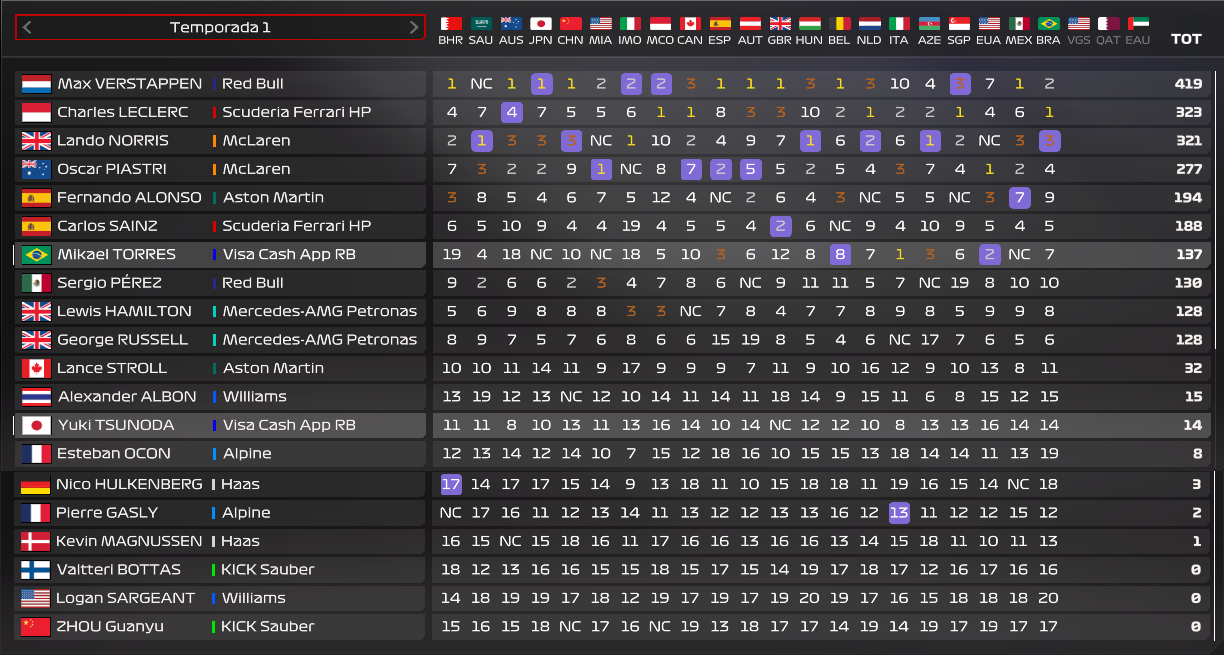 Temporada 1
BHR SAU AUS JPN CHN MIA IMO MCO CAN ESP AUT GBR HUN BEL NLD ITA AZE SGP EUA MEX BRA VGS QAT EAU TOT
Max VERSTAPPEN Red Bull 1 NC 1 1 1 2 2 2 3 1 1 1 3 1 3 10 4 3 7 1 2 419
Charles LECLERC Scuderia Ferrari HP 4 7 4 7 5 5 6 1 1 8 3 3 10 2 1 2 2 1 4 6 1 323
Lando NORRIS McLaren 2 1 3 3 3 NC 1 10 2 4 9 7 1 6 2 6 1 2 NC 3 3 321
Oscar PIASTRI McLaren 7 3 2 2 9 1 NC 8 7 2 5 5 2 5 4 3 7 4 1 2 4 277
Fernando ALONSO Aston Martin 3 8 5 4 6 7 5 12 4 NC 2 6 4 3 NC 5 5 NC 3 7 9 194
Carlos SAINZ Scuderia Ferrari HP 6 5 10 9 4 4 19 4 5 5 4 2 6 NC 9 4 10 9 5 4 5 188
Mikael TORRES Visa Cash App RB 19 4 18 NC 10 NC 18 5 10 3 6 12 8 8 7 1 3 6 2 NC 7 137
Sergio PÉREZ Red Bull 9 2 6 6 2 3 4 7 8 6 NC 9 11 11 5 7 NC 19 8 10 10 130
Lewis HAMILTON Mercedes-AMG Petronas 5 6 9 8 8 8 3 3 NC 7 8 4 7 7 8 9 8 5 9 9 8 128
George RUSSELL Mercedes-AMG Petronas 8 9 7 5 7 6 8 6 6 15 19 8 5 4 6 NC 17 7 6 5 6 128
Lance STROLL Aston Martin 10 10 11 14 11 9 17 9 9 9 7 11 9 10 16 12 9 10 13 8 11 32
Alexander ALBON Williams 13 19 12 13 NC 12 10 14 11 14 11 18 14 9 15 11 6 8 15 12 15 15
Yuki TSUNODA Visa Cash App RB 11 11 8 10 13 11 13 16 14 10 14 NC 12 12 10 8 13 13 16 14 14 14
Esteban OCON Alpine 12 13 14 12 14 10 7 15 12 18 16 10 15 15 13 18 14 14 11 13 19 8
Nico HULKENBERG Haas 17 14 17 17 15 14 9 13 18 11 10 15 18 18 11 19 16 15 14 NC 18 3
Pierre GASLY Alpine NC 17 16 11 12 13 14 11 13 12 12 13 13 16 12 13 11 12 12 15 12 2
Kevin MAGNUSSEN Haas 16 15 NC 15 18 16 11 17 16 16 13 16 16 13 14 15 18 11 10 11 13 1
Valtteri BOTTAS KICK Sauber 18 12 13 16 16 15 15 18 15 17 15 14 19 17 18 17 12 16 17 16 16 0
Logan SARGEANT Williams 14 18 19 19 17 18 12 19 17 19 17 19 20 19 17 16 15 18 18 18 20 0
ZHOU Guanyu KICK Sauber 15 16 15 18 NC 17 16 NC 19 13 18 17 17 14 19 14 19 17 19 17 17 0